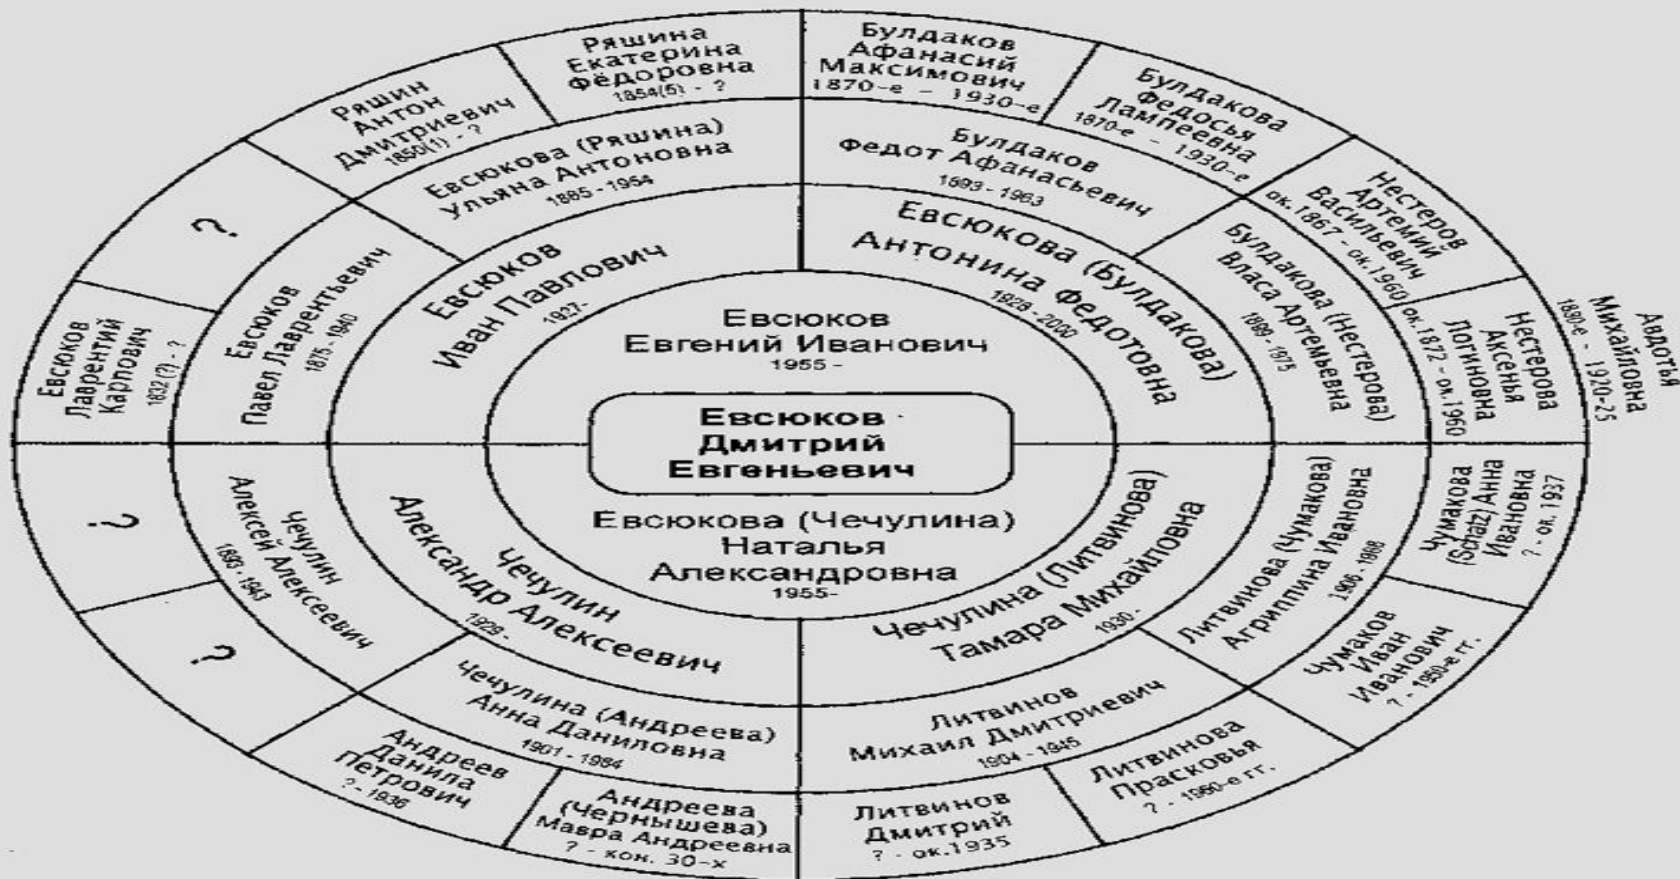 Ряшин
Антон
Дмитриевич
1850(1) - ?
Ряшина
Екатерина
Фёдоровна
1854(5) - ?
Булдаков
Афанасий
Максимович
1870-е - 1930-е
Булдакова
Федосья
Лампеевна
1870-е - 1930-е
Нестеров
Артемий
Васильевич
ок.1867 - ок.1960
Нестерова
Аксенья
Логиновна
ок.1872 - ок.1960
Авдотья
Михайловна
1890-е - 1920-25
?
Евсюков
Лаврентий
Карпович
1832(?) - ?
Евсюков
Павел Лаврентьевич
1875 - 1940
Евсюкова (Ряшина)
Ульяна Антоновна
1885 - 1954
Булдаков
Федот Афанасьевич
1893 - 1963
Булдакова (Нестерова)
Власа Артемьевна
1899 - 1975
Евсюков
Иван Павлович
1927-
Евсюкова (Булдакова)
Антонина Федотовна
1928 - 2000
Евсюков
Евгений Иванович
1955 -
Евсюков
Дмитрий
Евгеньевич
Евсюкова (Чечулина)
Наталья
Александровна
1955-
Чечулин
Александр Алексеевич
1929-
Чечулина (Литвинова)
Тамара Михайловна
1930-
Чечулин
Алексей Алексеевич
1893 - 1943
Чечулина (Андреева)
Анна Даниловна
1901 - 1984
Литвинов
Михаил Дмитриевич
1904 - 1945
Литвинова (Чумакова)
Агриппина Ивановна
1906 - 1988
?
?
Андреев
Данила
Петрович
? - 1936
Андреева
(Чернышева)
Мавра Андреевна
? - кон. 30-х
Литвинов
Дмитрий
? - ок.1935
Литвинова
Прасковья
? - 1960-е гг.
Чумаков
Иван
Иванович
? - 1950-е гг.
Чумакова
(Schatz) Анна
Ивановна
? - ок. 1937